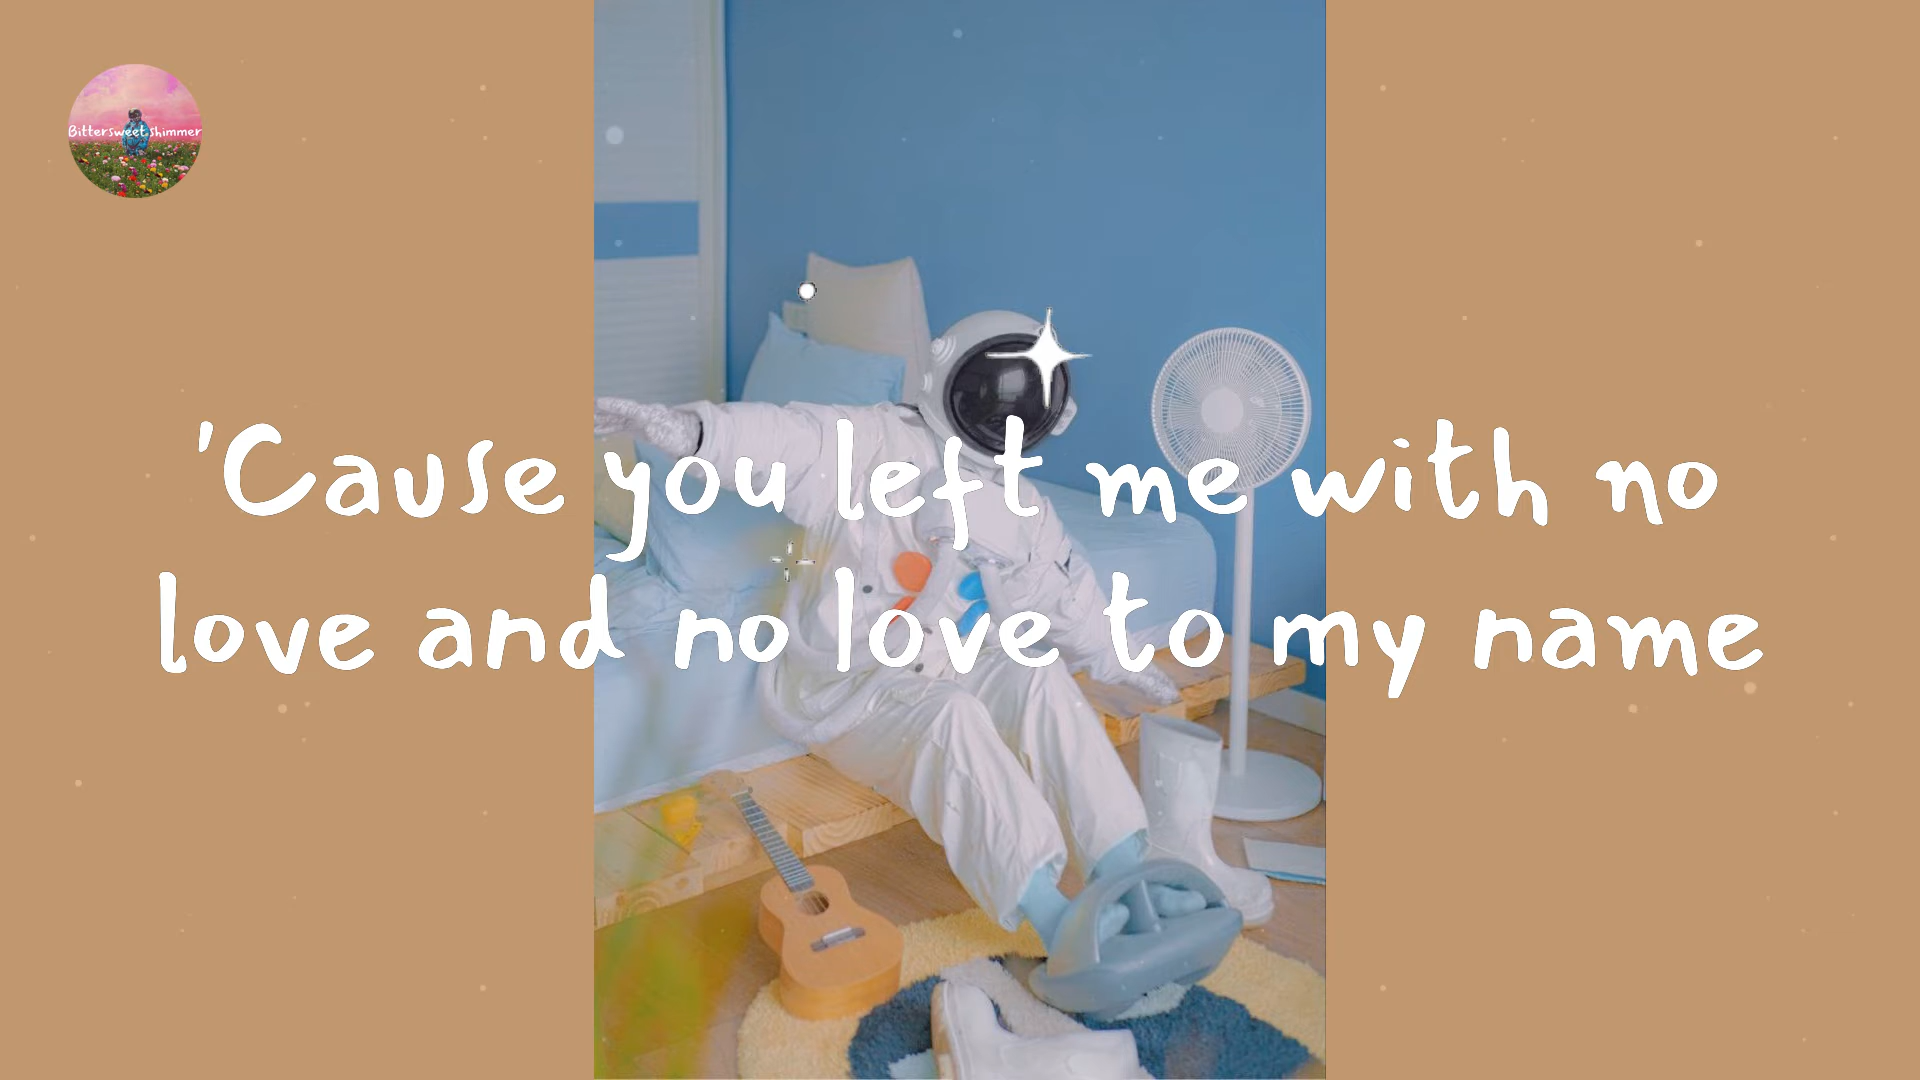 Bittersweet shimmer
'Cause you left me with no
love and no love to my name